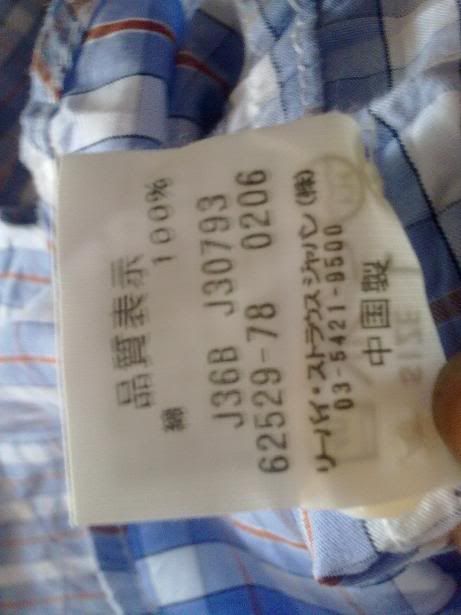 品質表示
綿 100%
J36B J30793
62529-78 0206
リーバイ・ストラウス ジャパン(株)
03-5421-9500
中国製